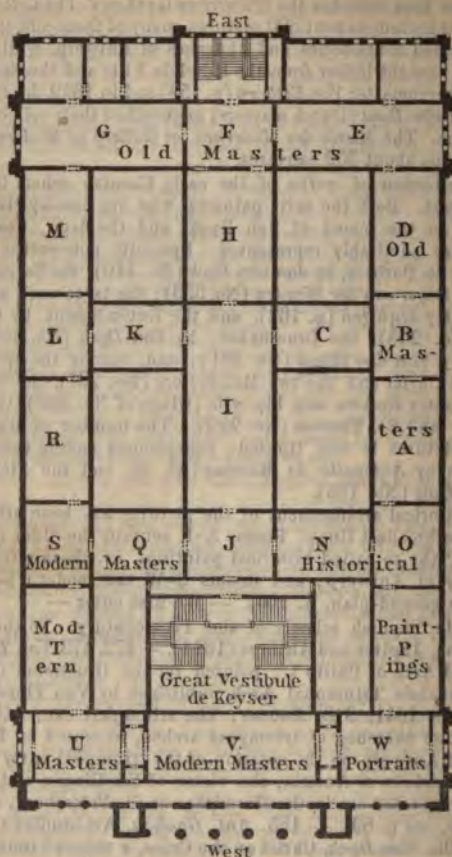 East
G F E
Old Masters
M H D
Old
L K C B
Mas-
I
R ters
A
S Q J N O
Modern Masters Historical
Mod- Paint-
T P
ern ings
Great Vestibule
de Keyser
U V. W
Masters Modern Masters Portraits
West